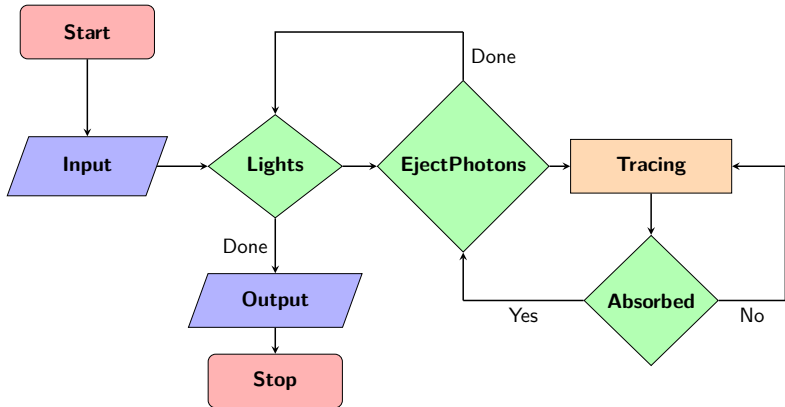 Start
Done
Input
Lights
EjectPhotons
Tracing
Done
Output
Absorbed
Yes
No
Stop